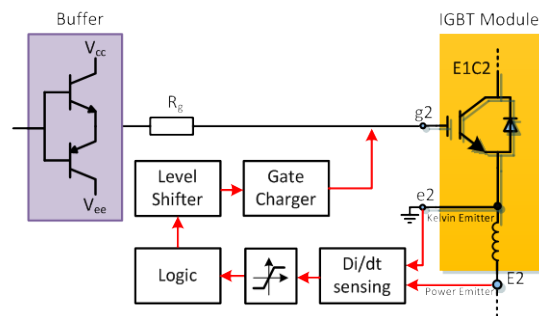 Buffer
IGBT Module
Vcc
E1C2
Rg
g2
Level Shifter
Gate Charger
Vee
e2
Kelvin Emitter
Logic
Di/dt sensing
E2
Power Emitter